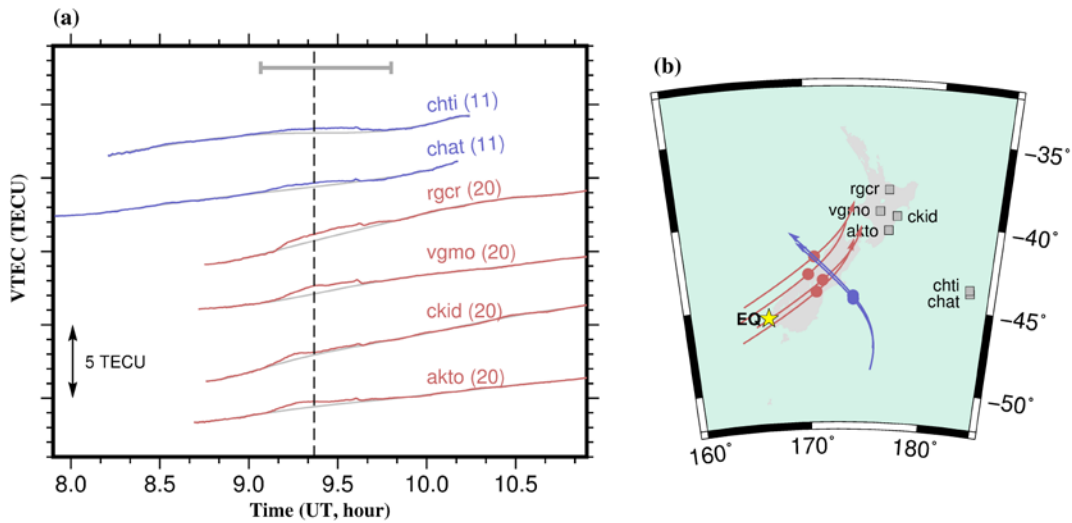 (a)
chti (11)
chat (11)
rgcr (20)
vgmo (20)
ckid (20)
akto (20)
5 TECU
VTEC (TECU)
8.0 8.5 9.0 9.5 10.0 10.5
Time (UT, hour)
(b)
rgcr
vgmo
ckid
akto
chti
chat
EQ
−35°
−40°
−45°
−50°
160° 170° 180°